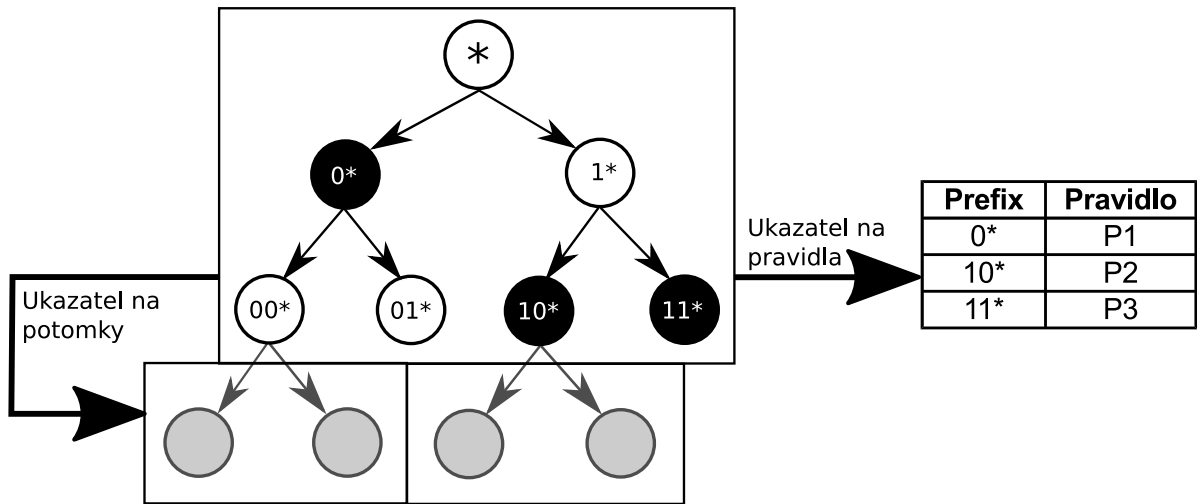 *
0*
1*
00*
01*
10*
11*
Ukazatel na
potomky
Ukazatel na
pravidla
Prefix Pravidlo
0* P1
10* P2
11* P3